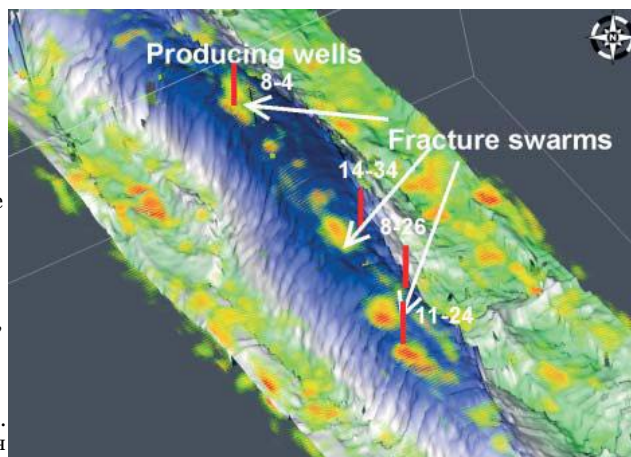 N
Producing wells
8-4
Fracture swarms
14-34
8-26
11-24
e
,
.
н